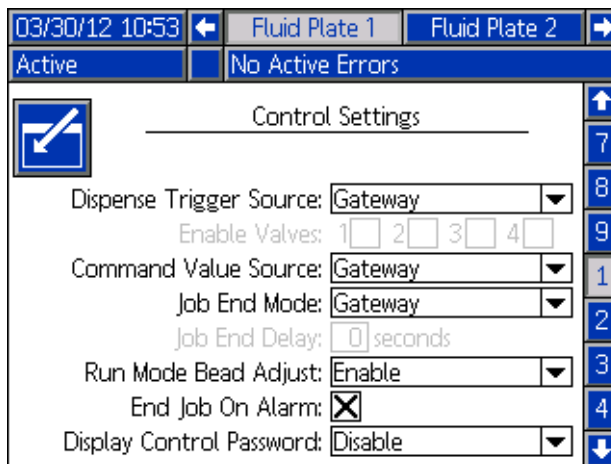 03/30/12 10:53 Fluid Plate 1 Fluid Plate 2
Active No Active Errors
Control Settings
7
8
Dispense Trigger Source: Gateway
Enable Valves: 1 2 3 4
9
Command Value Source: Gateway
1
Job End Mode: Gateway
2
Job End Delay: 0 seconds
Run Mode Bead Adjust: Enable
3
End Job On Alarm:
4
Display Control Password: Disable